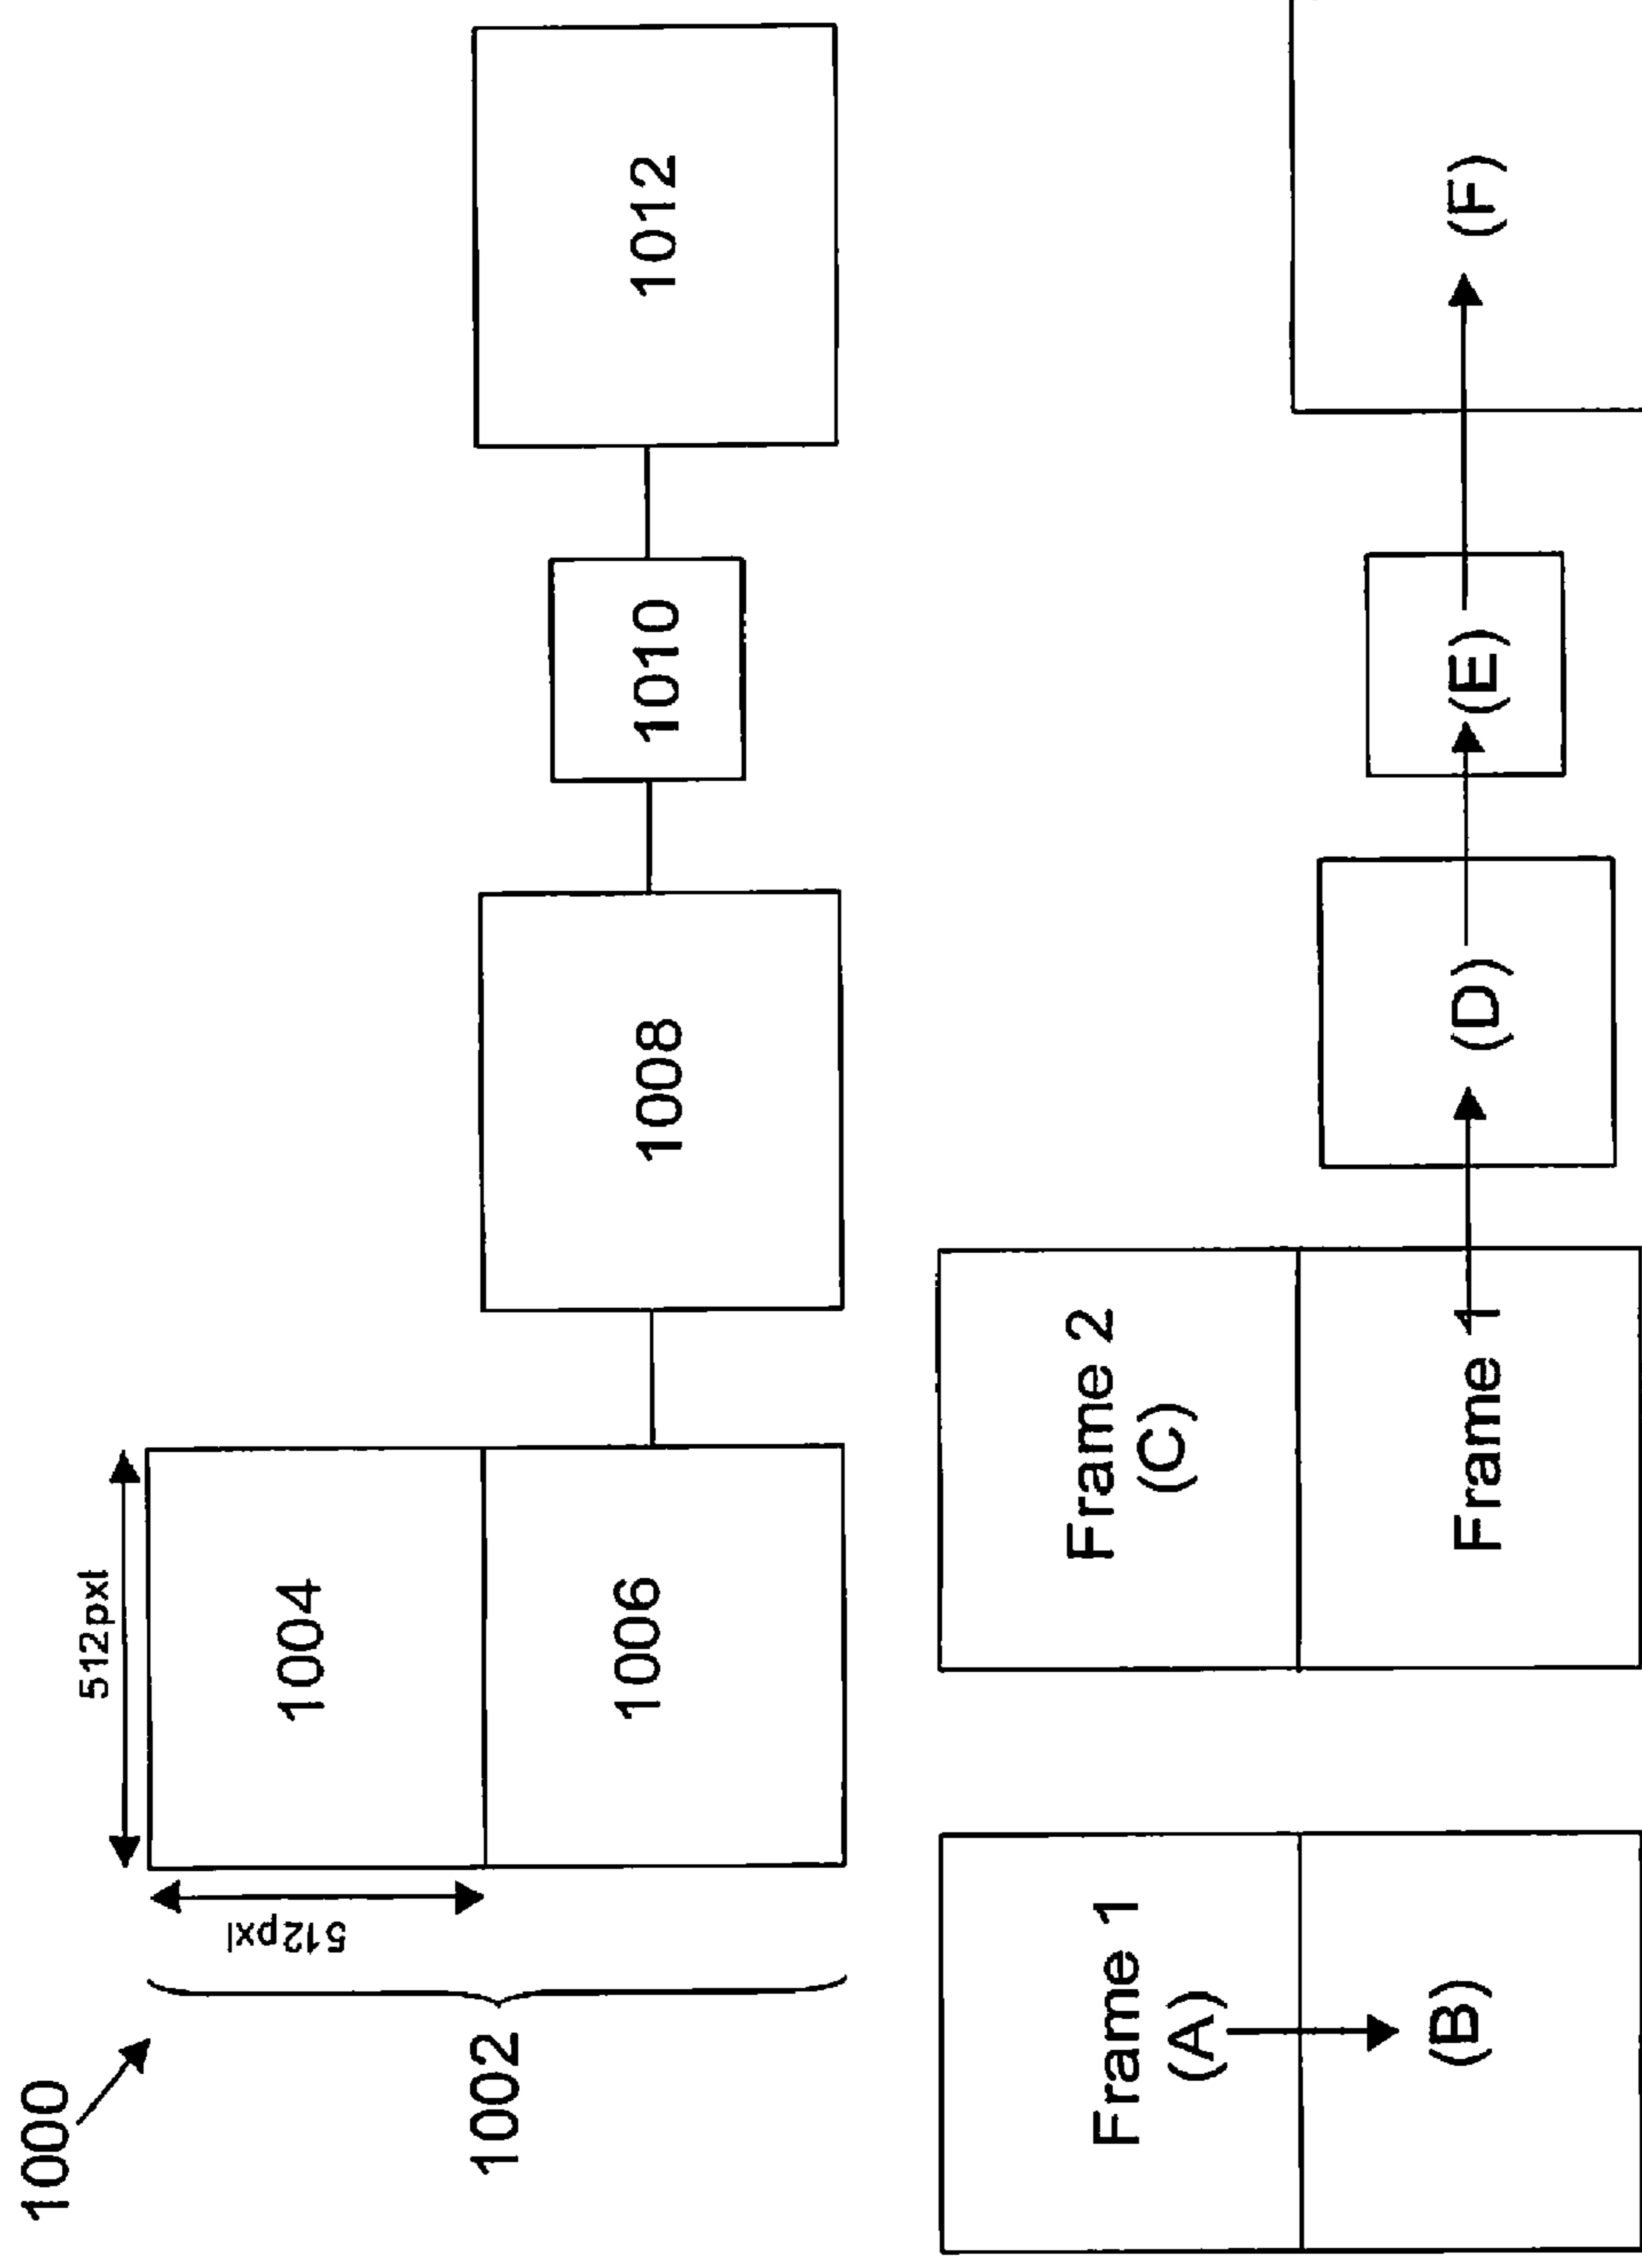 1000
512pxl
1004
512pxl
1002
1006
1008
1010
1012
Frame 1
(A)
(B)
Frame 2
(C)
Frame 1
(D)
(E)
(F)